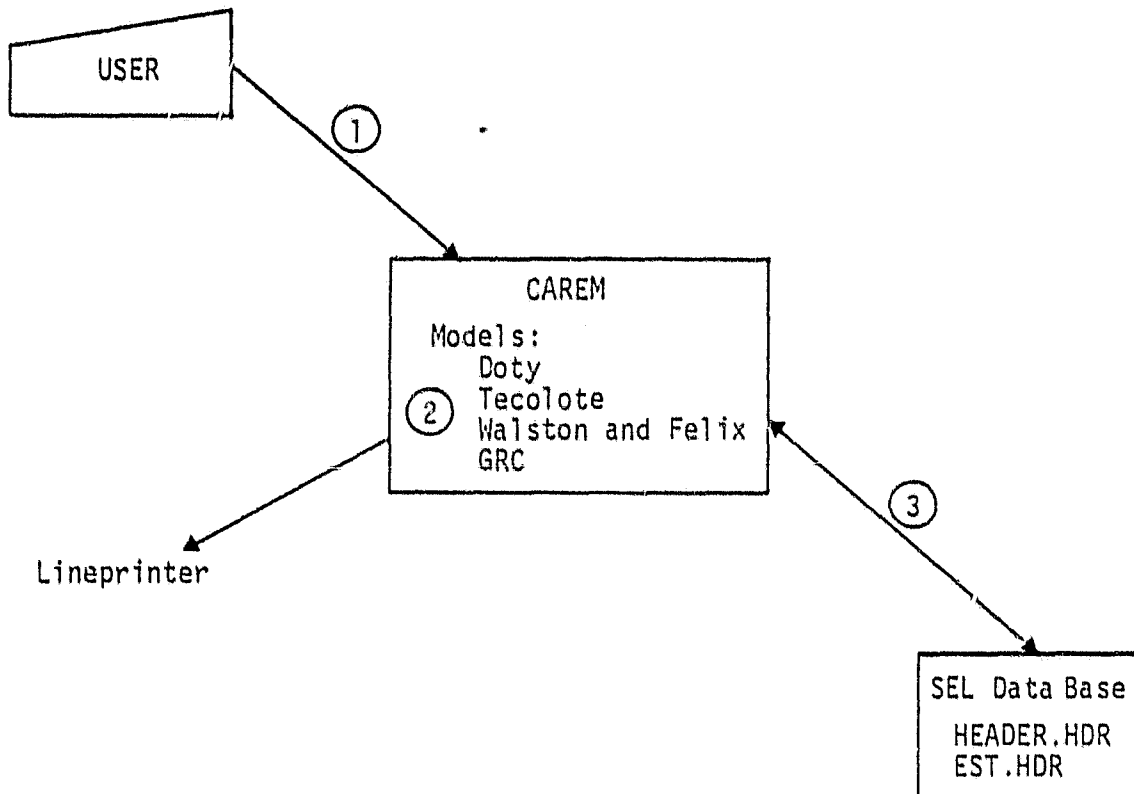 USER
1
CAREM
Models:
Doty
2
Tecolote
Walston and Felix
GRC
3
Lineprinter
SEL Data Base
HEADER.HDR
EST.HDR